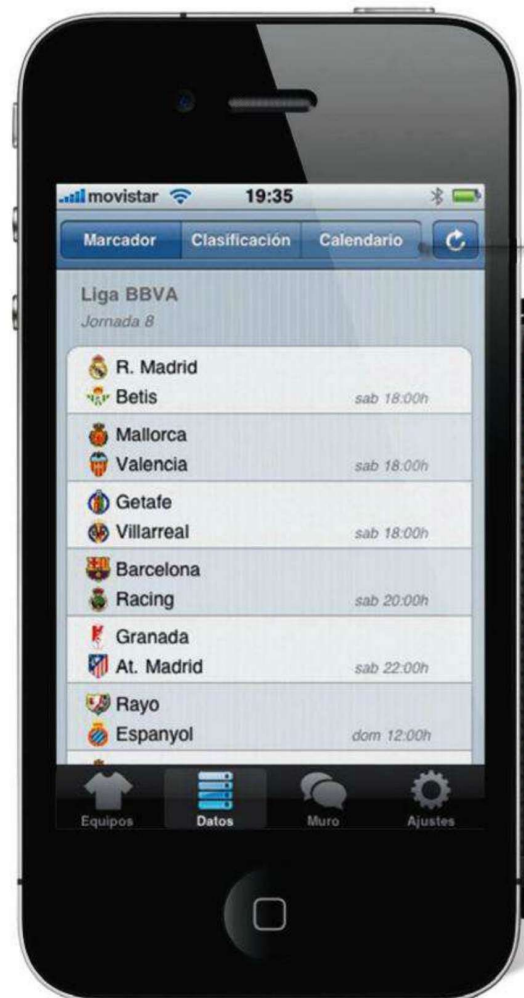 movistar 19:35
Marcador Clasificación Calendario
Liga BBVA
Jornada 8
R. Madrid
Betis sab 18:00h
Mallorca
Valencia sab 18:00h
Getafe
Villarreal sab 18:00h
Barcelona
Racing sab 20:00h
Granada
At. Madrid sab 22:00h
Rayo
Espanyol dom 12:00h
Equipos Datos Muro Ajustes